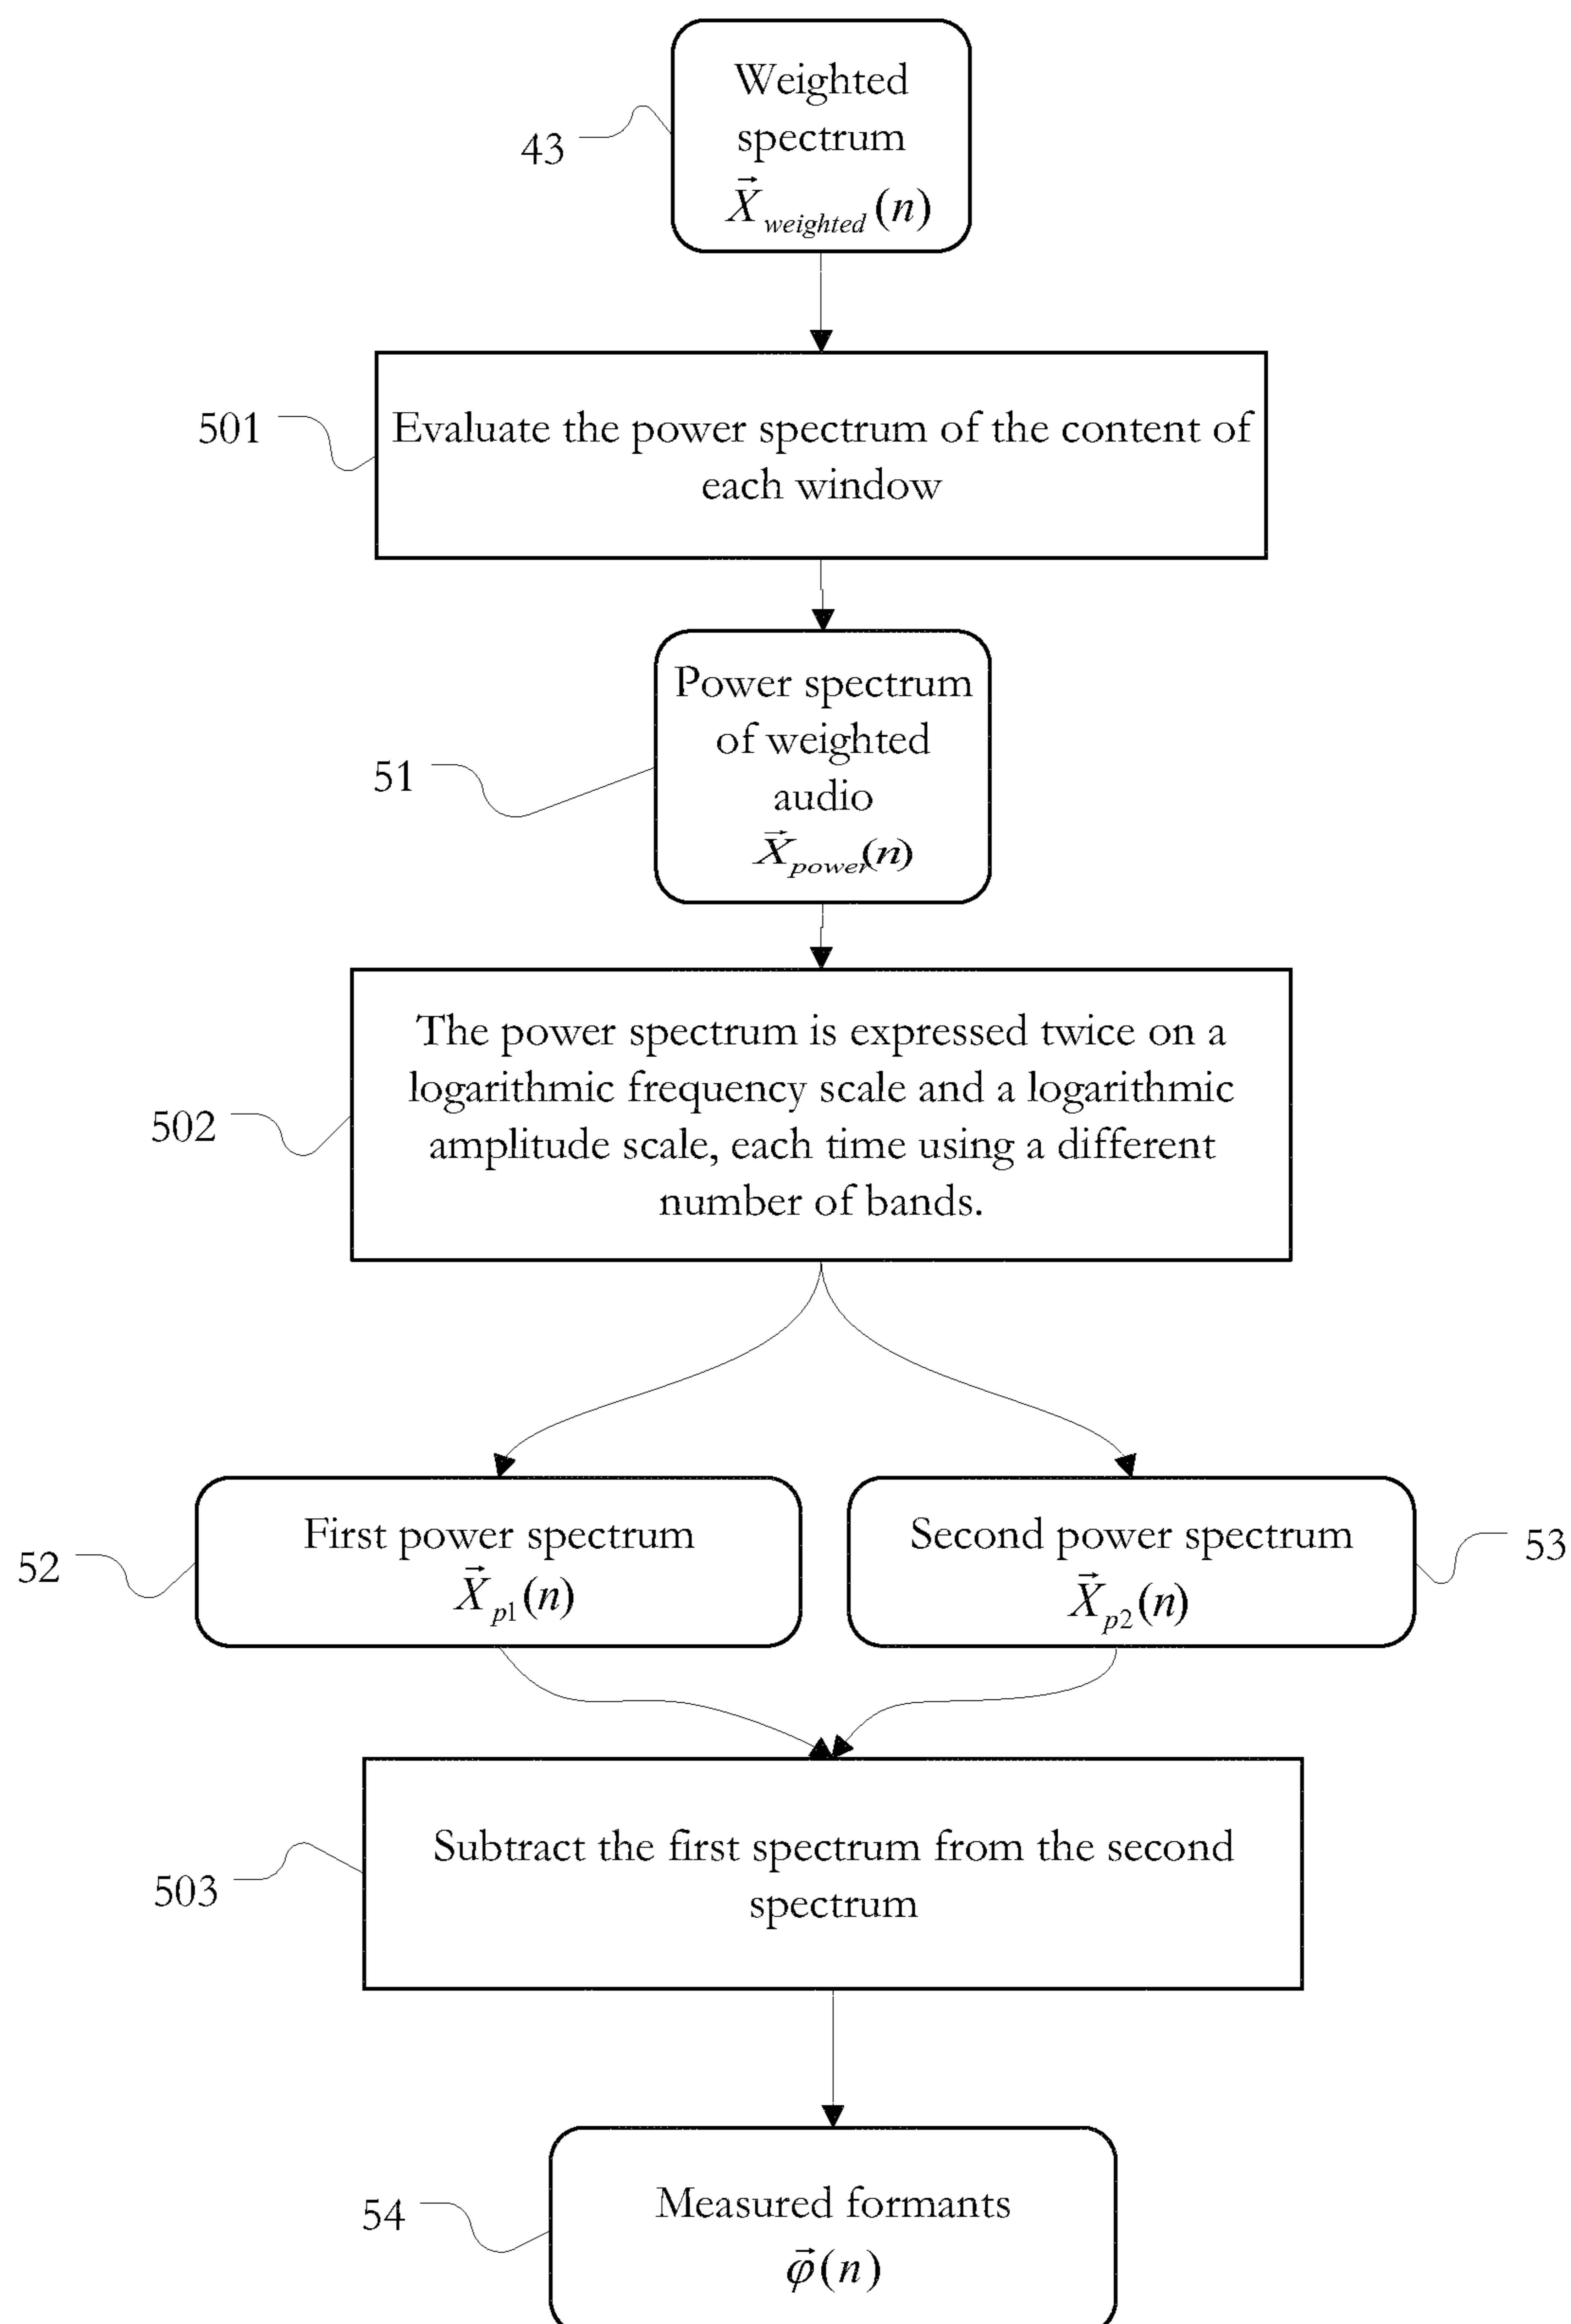 Weighted
spectrum
43
X⃗weighted(n)
501
Evaluate the power spectrum of the content of
each window
Power spectrum
of weighted
51
audio
X⃗power(n)
502
The power spectrum is expressed twice on a
logarithmic frequency scale and a logarithmic
amplitude scale, each time using a different
number of bands.
52
First power spectrum
X⃗p1(n)
Second power spectrum
X⃗p2(n)
53
503
Subtract the first spectrum from the second
spectrum
54
Measured formants
φ⃗(n)